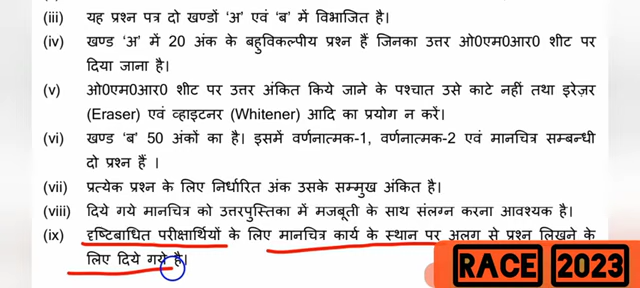 (iii) यह प्रश्न पत्र दो खण्डों ‘अ’ एवं ‘ब’ में विभाजित है।
(iv) खण्ड ‘अ’ में 20 अंक के बहुविकल्पीय प्रश्न हैं जिनका उत्तर ओ0एम0आर0 शीट पर
दिया जाना है।
(v) ओ0एम0आर0 शीट पर उत्तर अंकित किये जाने के पश्चात उसे काटे नहीं तथा इरेज़र
(Eraser) एवं व्हाइटनर (Whitener) आदि का प्रयोग न करें।
(vi) खण्ड ‘ब’ 50 अंकों का है। इसमें वर्णनात्मक-1, वर्णनात्मक-2 एवं मानचित्र सम्बन्धी
दो प्रश्न हैं ।
(vii) प्रत्येक प्रश्न के लिए निर्धारित अंक उसके सम्मुख अंकित है।
(viii) दिये गये मानचित्र को उत्तरपुस्तिका में मजबूती के साथ संलग्न करना आवश्यक है।
(ix) दृष्टिबाधित परीक्षार्थियों के लिए मानचित्र कार्य के स्थान पर अलग से प्रश्न लिखने के
लिए दिये गये है।
RACE 2023